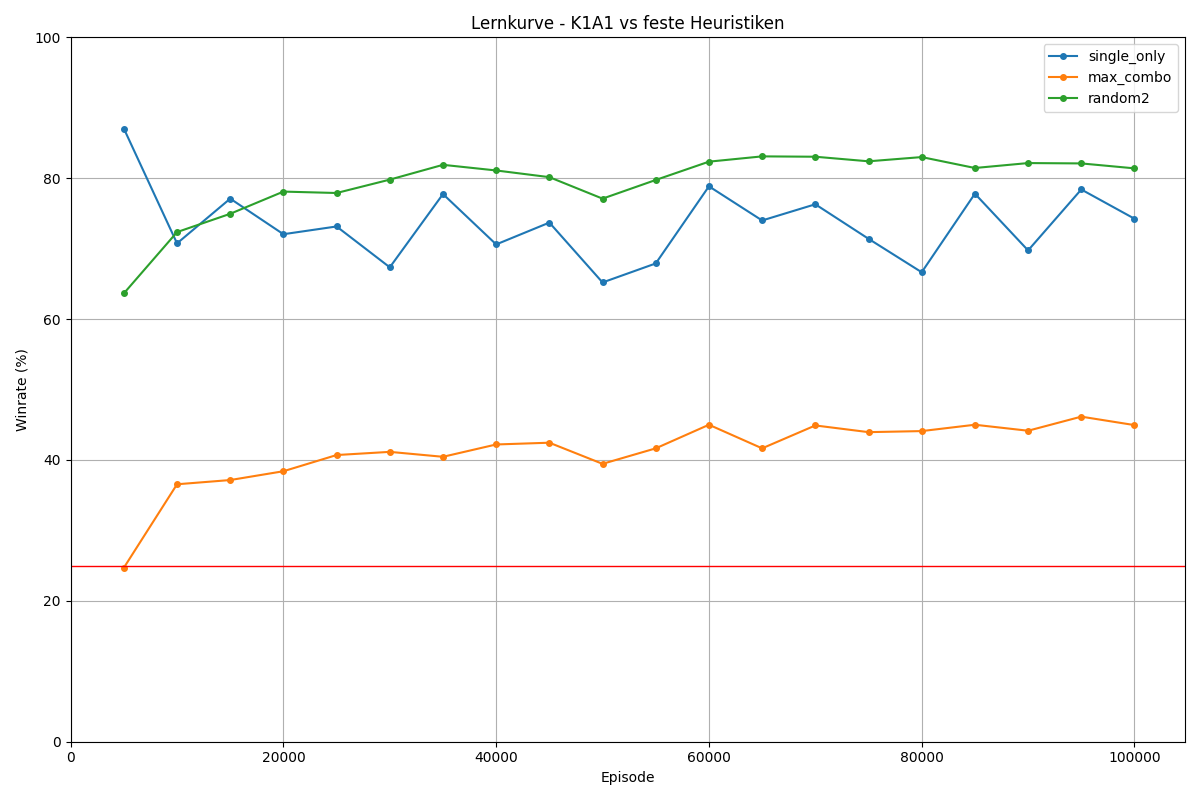 Lernkurve - K1A1 vs feste Heuristiken
single_only
max_combo
random2
Winrate (%)
100
80
60
40
20
0
0 20000 40000 60000 80000 100000
Episode